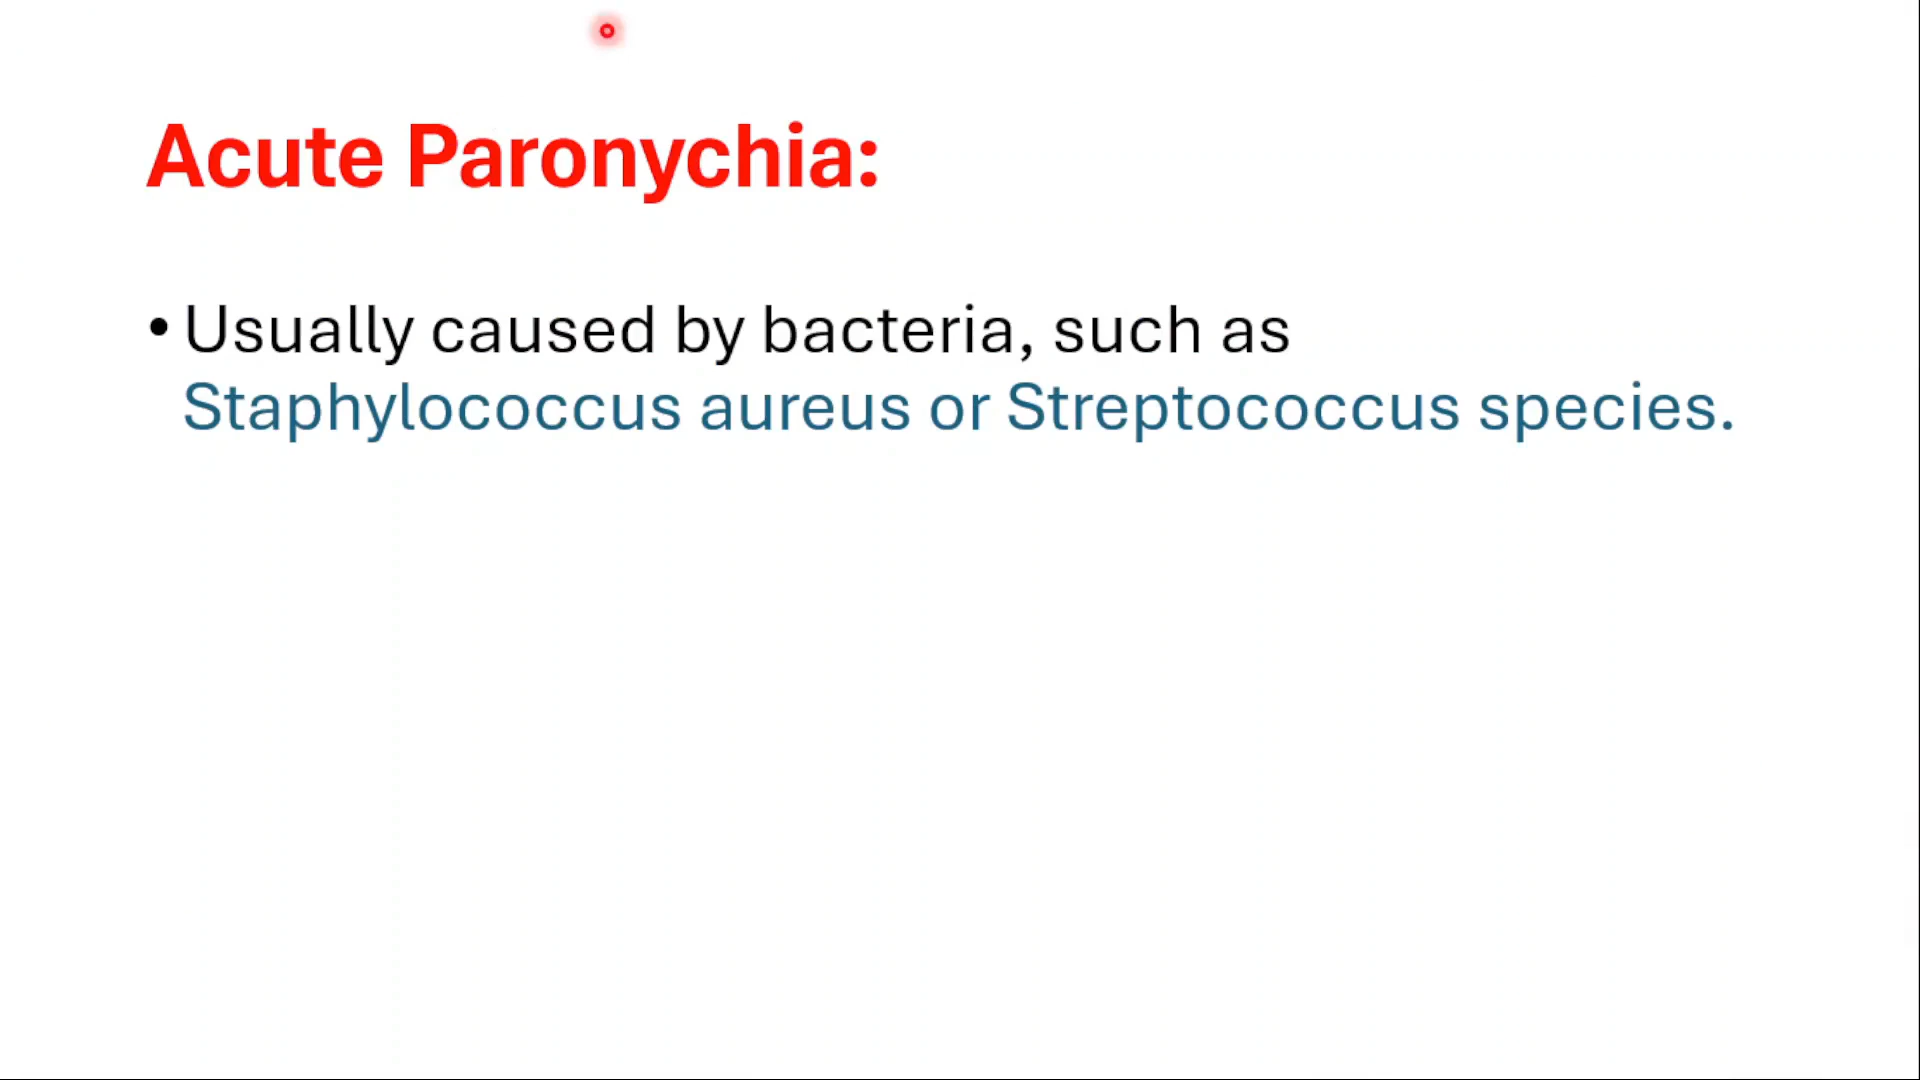 Acute Paronychia:
• Usually caused by bacteria, such as
Staphylococcus aureus or Streptococcus species.